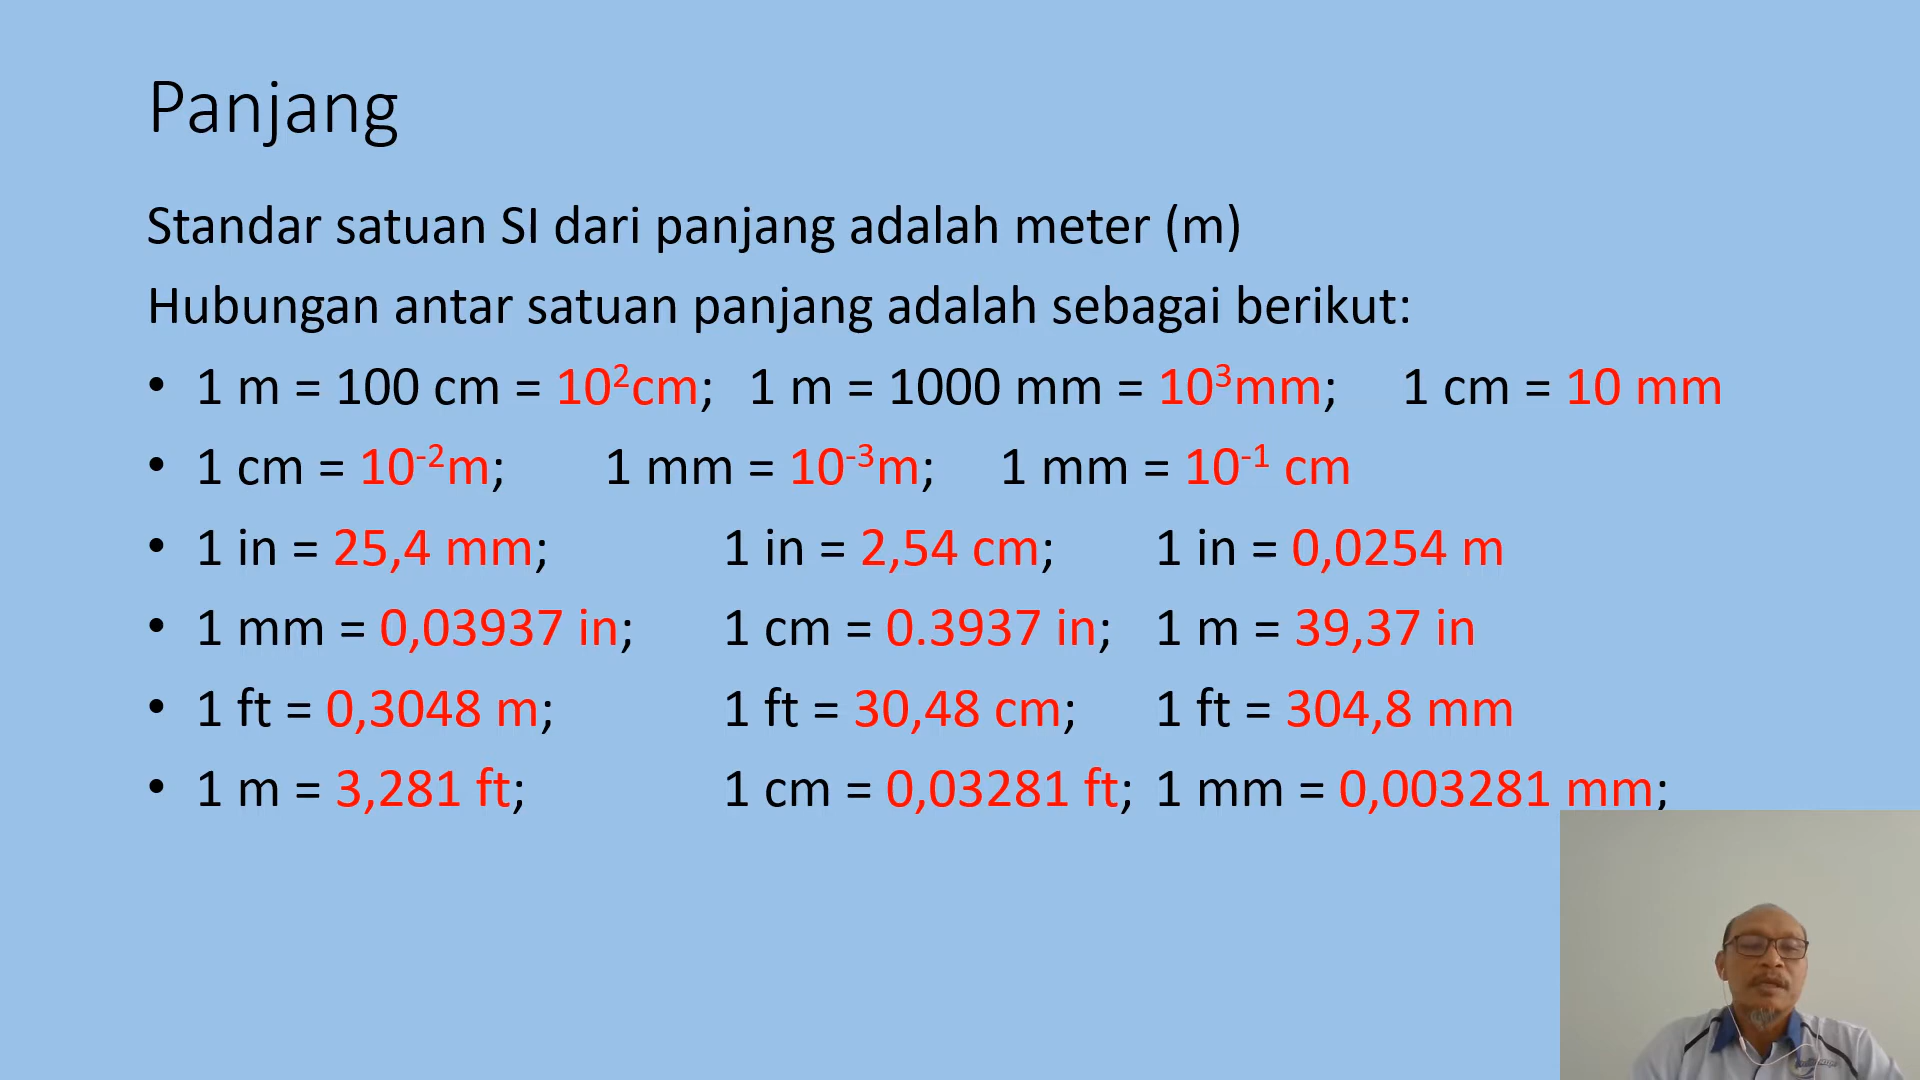 Panjang
Standar satuan SI dari panjang adalah meter (m)
Hubungan antar satuan panjang adalah sebagai berikut:
• 1 m = 100 cm = 10²cm; 1 m = 1000 mm = 10³mm; 1 cm = 10 mm
• 1 cm = 10⁻²m; 1 mm = 10⁻³m; 1 mm = 10⁻¹ cm
• 1 in = 25,4 mm; 1 in = 2,54 cm; 1 in = 0,0254 m
• 1 mm = 0,03937 in; 1 cm = 0.3937 in; 1 m = 39,37 in
• 1 ft = 0,3048 m; 1 ft = 30,48 cm; 1 ft = 304,8 mm
• 1 m = 3,281 ft; 1 cm = 0,03281 ft; 1 mm = 0,003281 mm;